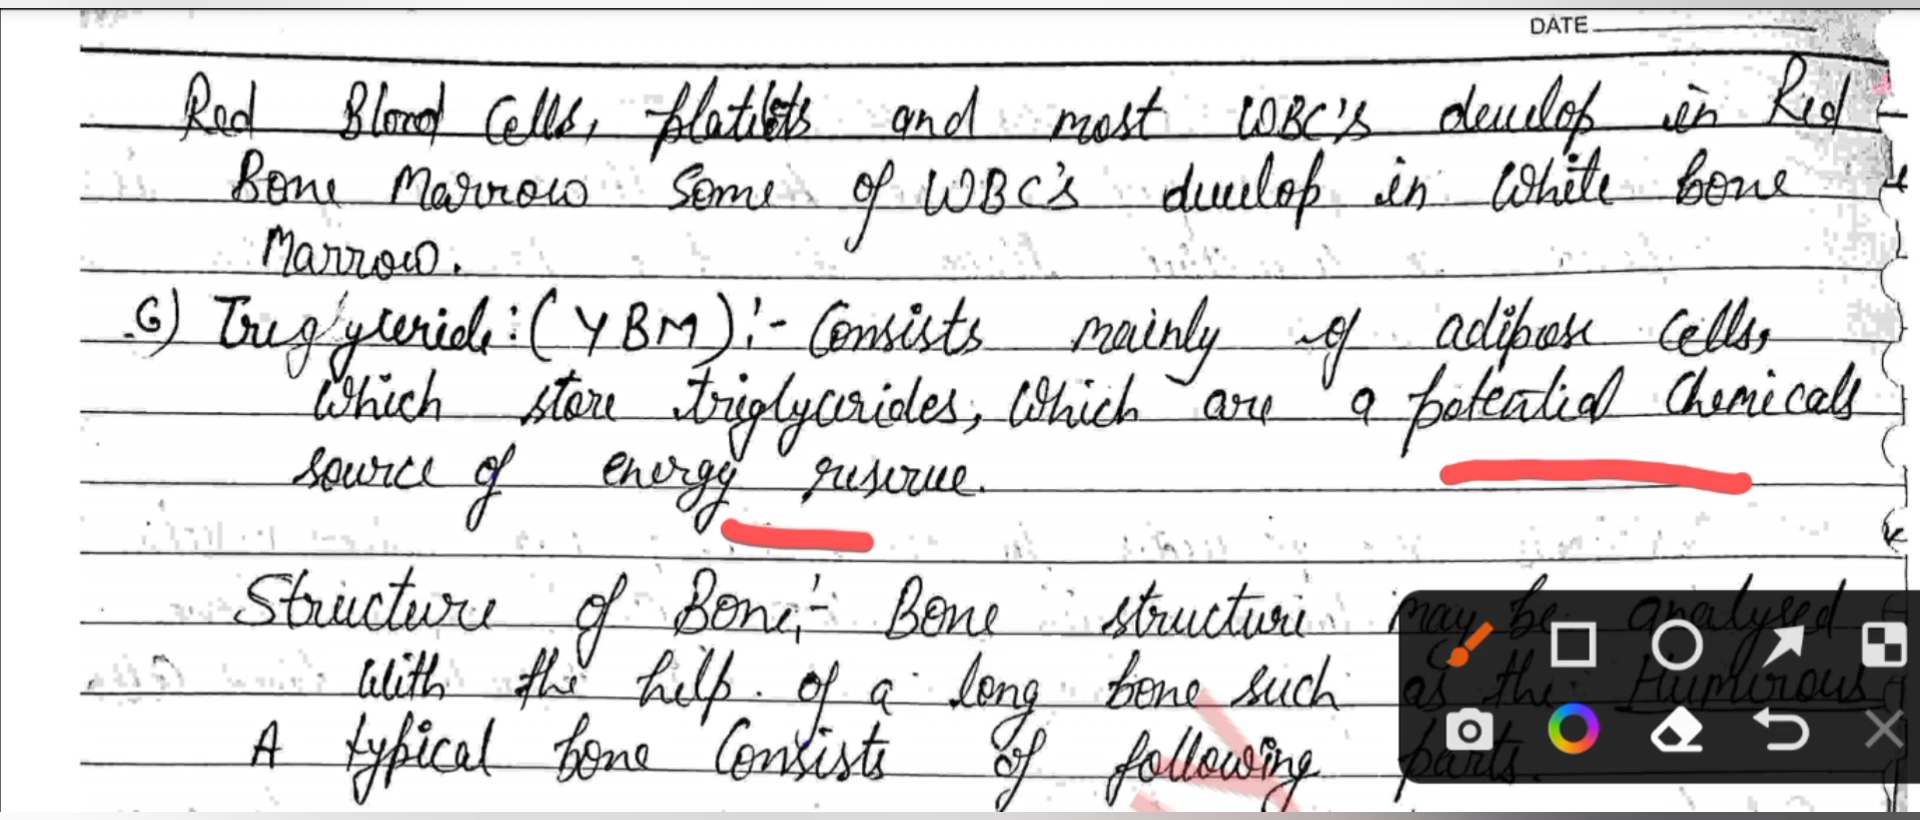 DATE
Red Blood Cells, platilets and most WBC's develop in Red
Bone Marrow Some of WBC's develop in White bone
Marrow.
G) Triglyceride:(YBM):- Consists mainly of adipose cells,
Which store triglycerides, which are a potential Chemicals
source of energy reserve.
Structure of Bone:- Bone structure may be analysed
With the help of a long bone such as the Humerous
A typical bone Consists of following parts.